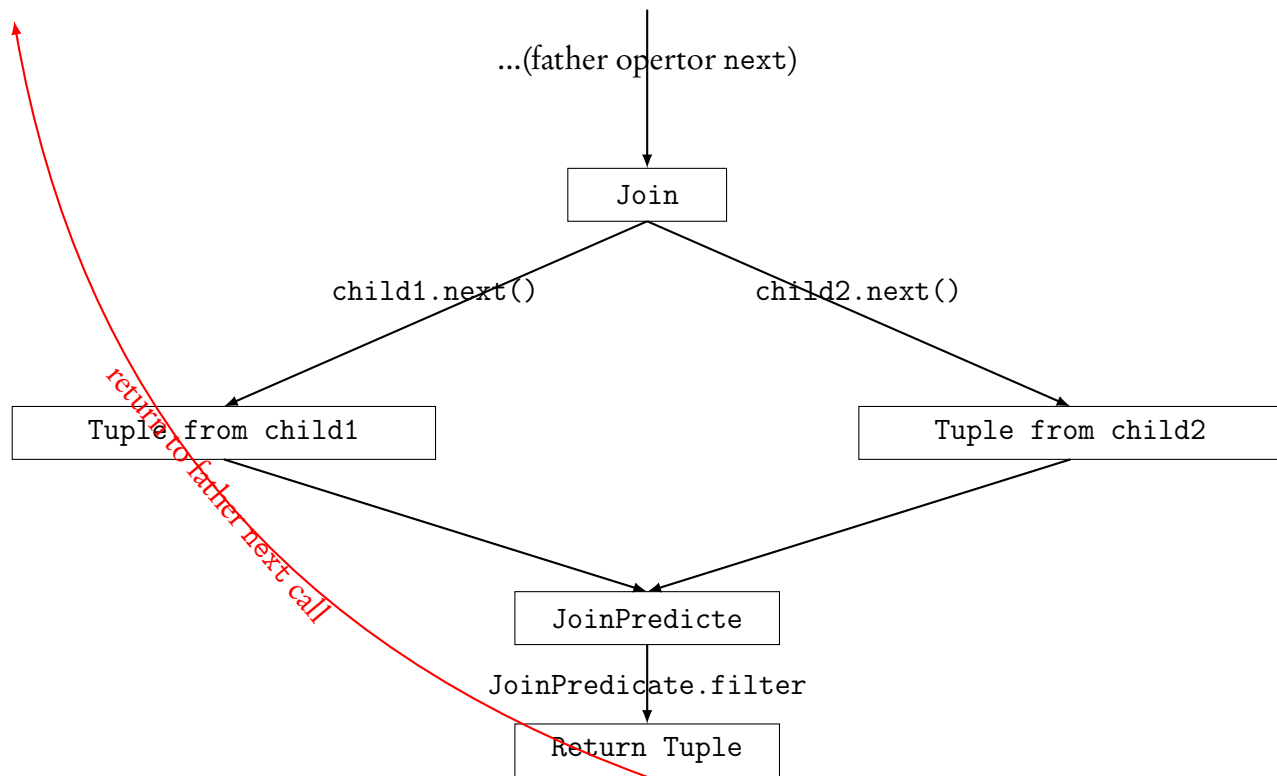 ...(father opertor next)
Join
child1.next()
child2.next()
Tuple from child1
Tuple from child2
return to father next call
JoinPredicte
JoinPredicate.filter
Return Tuple